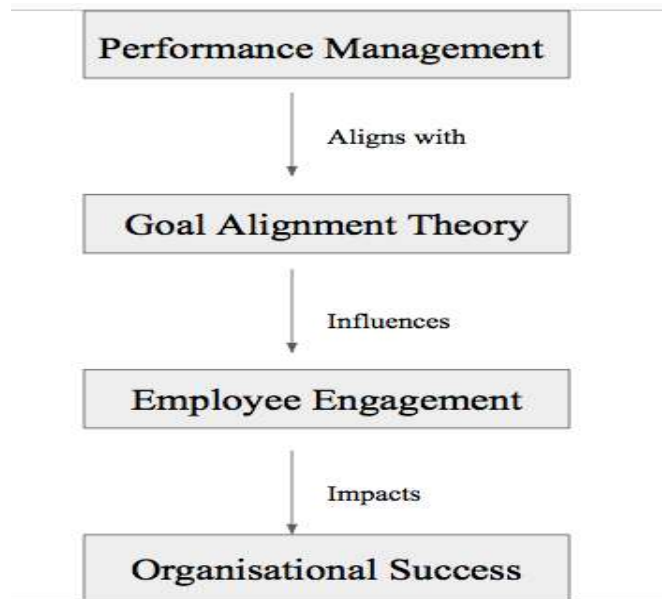 Performance Management
Aligns with
Goal Alignment Theory
Influences
Employee Engagement
Impacts
Organisational Success